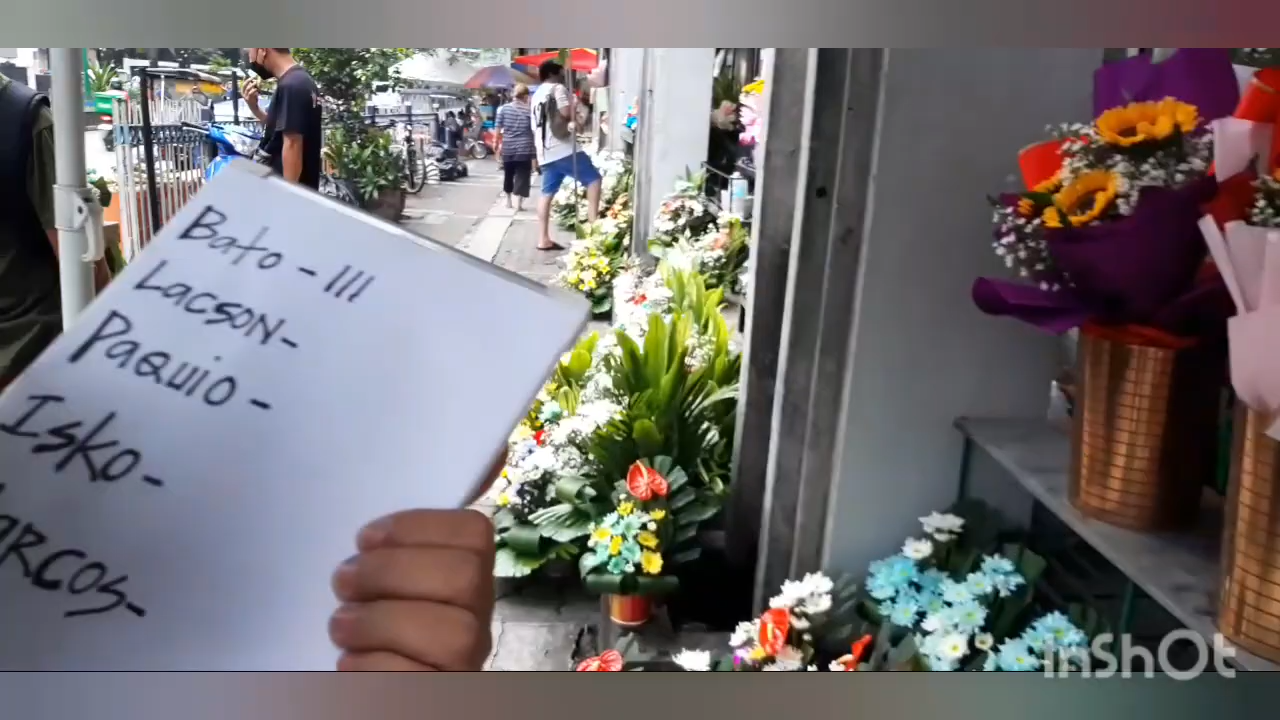 Bato - III
Lacson -
Paquio -
Isko -
arcos -
InShOt